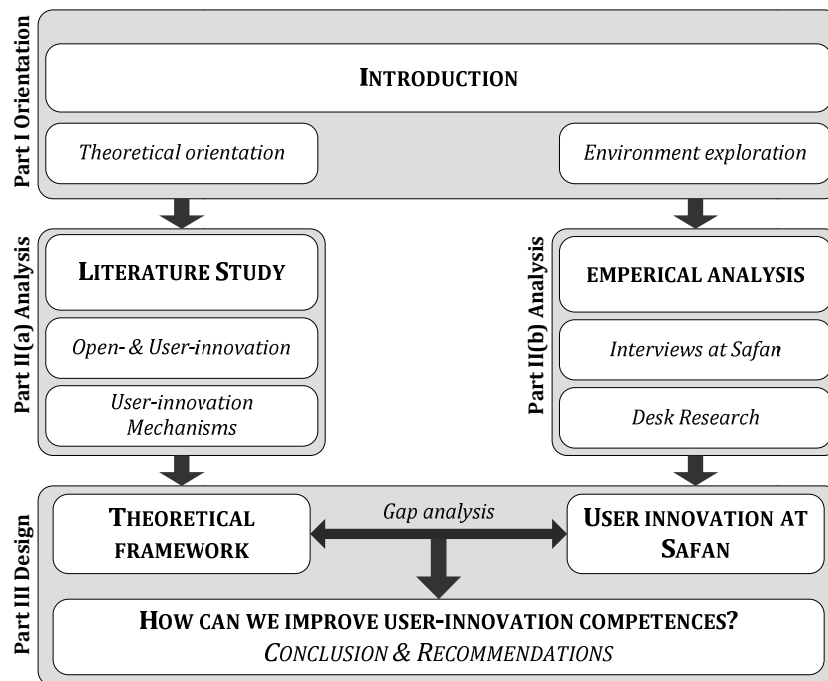 Part I Orientation
INTRODUCTION
Theoretical orientation
Environment exploration
Part II(a) Analysis
LITERATURE STUDY
Open- & User-innovation
User-innovation
Mechanisms
Part II(b) Analysis
EMPERICAL ANALYSIS
Interviews at Safan
Desk Research
Part III Design
THEORETICAL
FRAMEWORK
Gap analysis
USER INNOVATION AT
SAFAN
HOW CAN WE IMPROVE USER-INNOVATION COMPETENCES?
CONCLUSION & RECOMMENDATIONS